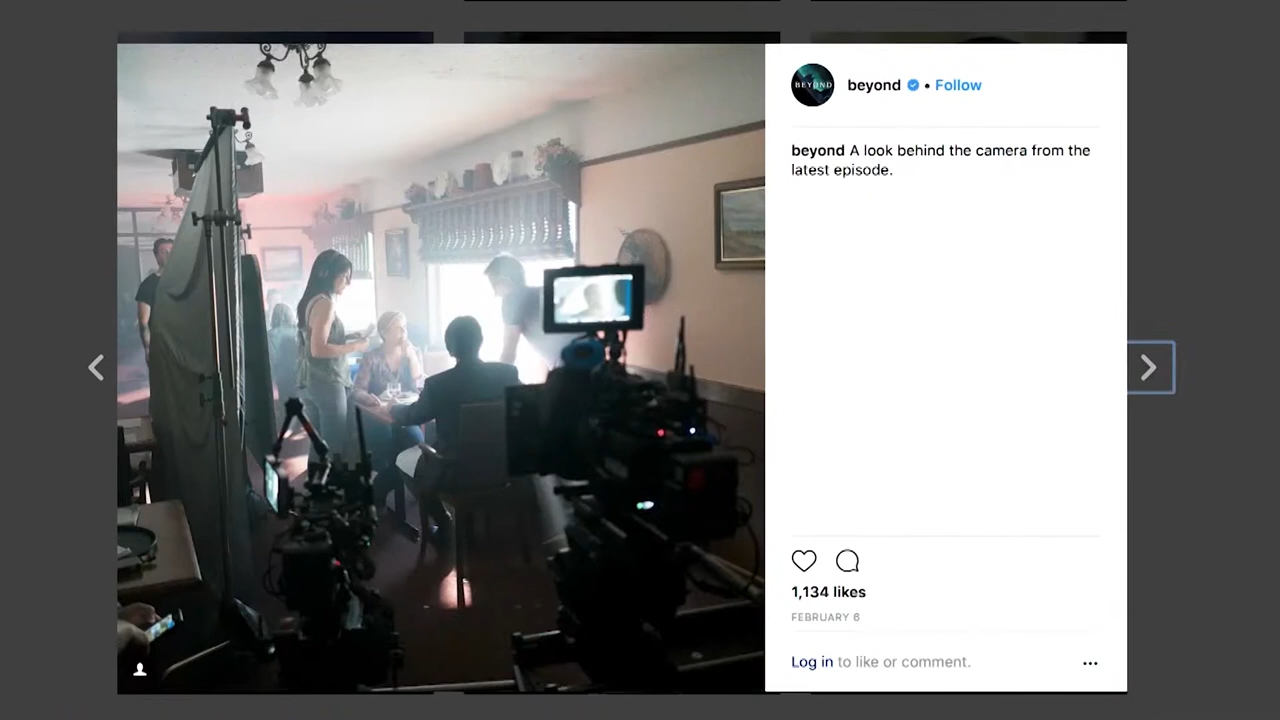 BEYOND
beyond • Follow
beyond A look behind the camera from the
latest episode.
1,134 likes
FEBRUARY 6
Log in to like or comment.